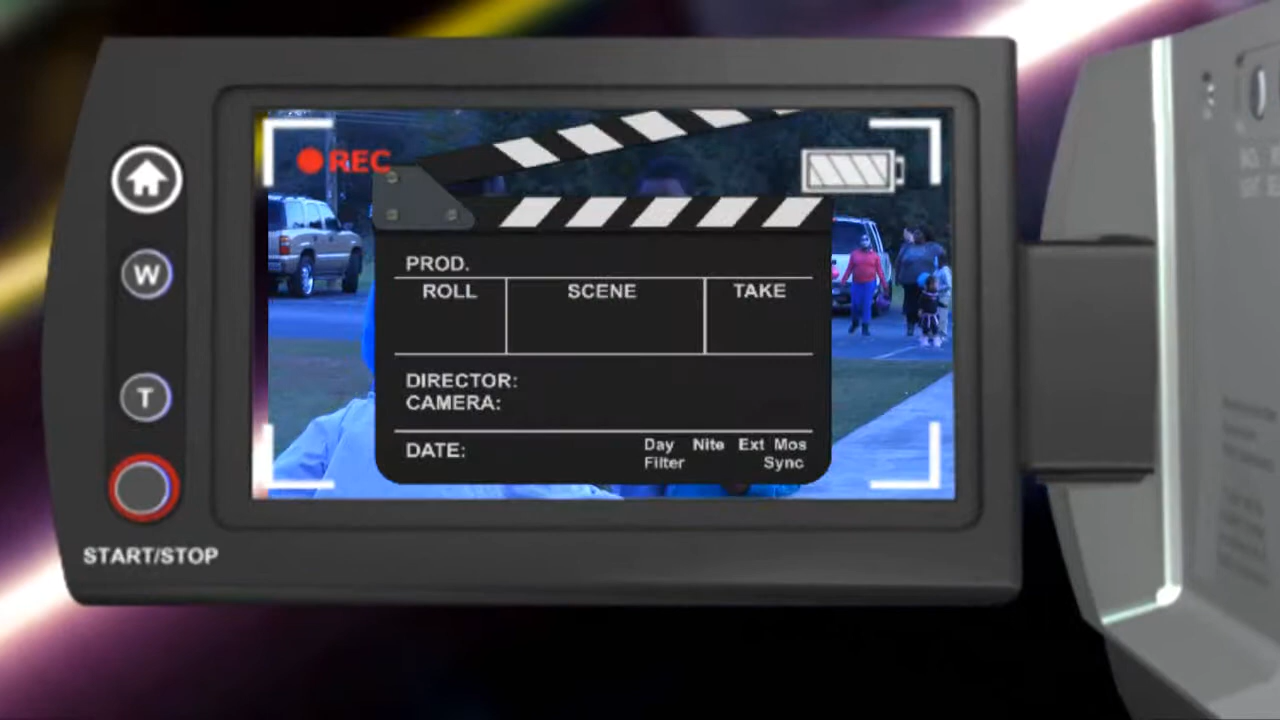 REC
W
T
START/STOP
PROD.
ROLL SCENE TAKE
DIRECTOR:
CAMERA:
DATE:
Day Nite Ext Mos
Filter Sync